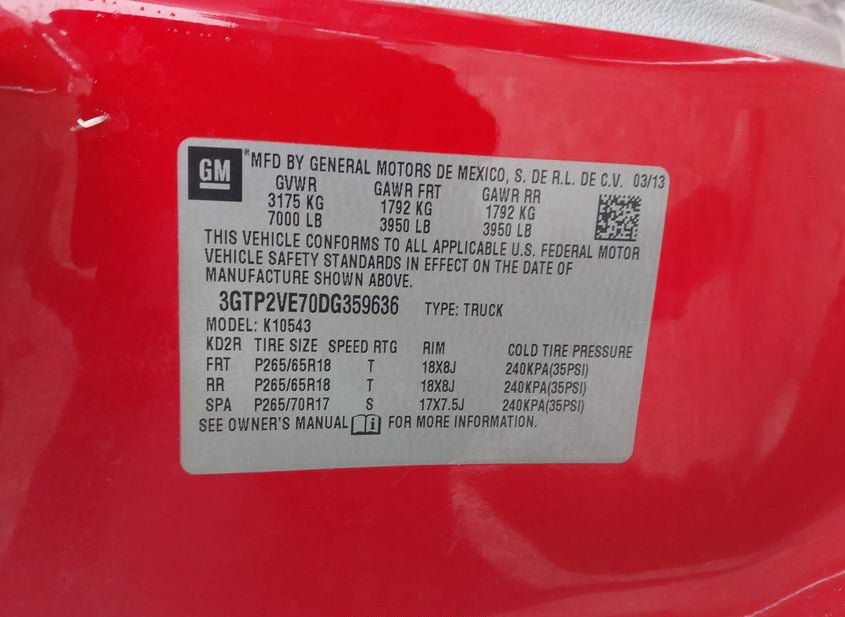 GM *MFD BY GENERAL MOTORS DE MEXICO, S. DE R.L. DE C.V. 03/13
GVWR GAWR FRT GAWR RR
3175 KG 1792 KG 1792 KG
7000 LB 3950 LB 3950 LB
THIS VEHICLE CONFORMS TO ALL APPLICABLE U.S. FEDERAL MOTOR
VEHICLE SAFETY STANDARDS IN EFFECT ON THE DATE OF
MANUFACTURE SHOWN ABOVE.
3GTP2VE70DG359636 TYPE: TRUCK
MODEL: K10543
KD2R TIRE SIZE SPEED RTG RIM COLD TIRE PRESSURE
FRT P265/65R18 T 18X8J 240KPA(35PSI)
RR P265/65R18 T 18X8J 240KPA(35PSI)
SPA P265/70R17 S 17X7.5J 240KPA(35PSI)
SEE OWNER'S MANUAL FOR MORE INFORMATION.